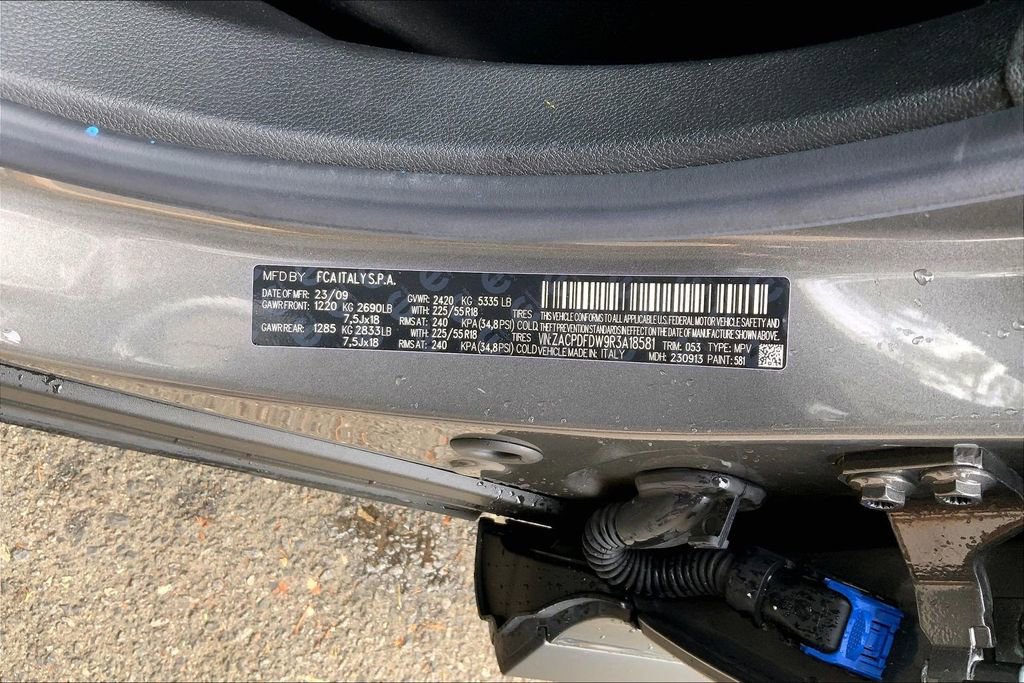 MFD BY FCA ITALY S.P.A.
DATE OF MFR 23/09 GVWR: 2420 KG 5335 LB
GAWR FRONT: 1220 KG 2690LB WITH: 225/55R18 TIRES
7,5Jx18 RIMS AT: 240 KPA(34,8PSI) COLD
GAWR REAR: 1285 KG 2833LB WITH: 225/55R18 TIRES
7,5Jx18 RIMS AT: 240 KPA(34,8PSI) COLD
THIS VEHICLE CONFORMS TO ALL APPLICABLE U.S. FEDERAL MOTOR VEHICLE SAFETY AND
THEFT PREVENTION STANDARDS IN EFFECT ON THE DATE OF MANUFACTURE SHOWN ABOVE.
VIN: ZACPDFDW9R3A18581 TRIM: 053 TYPE: MPV
VEHICLE MADE IN: ITALY MDH: 230913 PAINT: 581